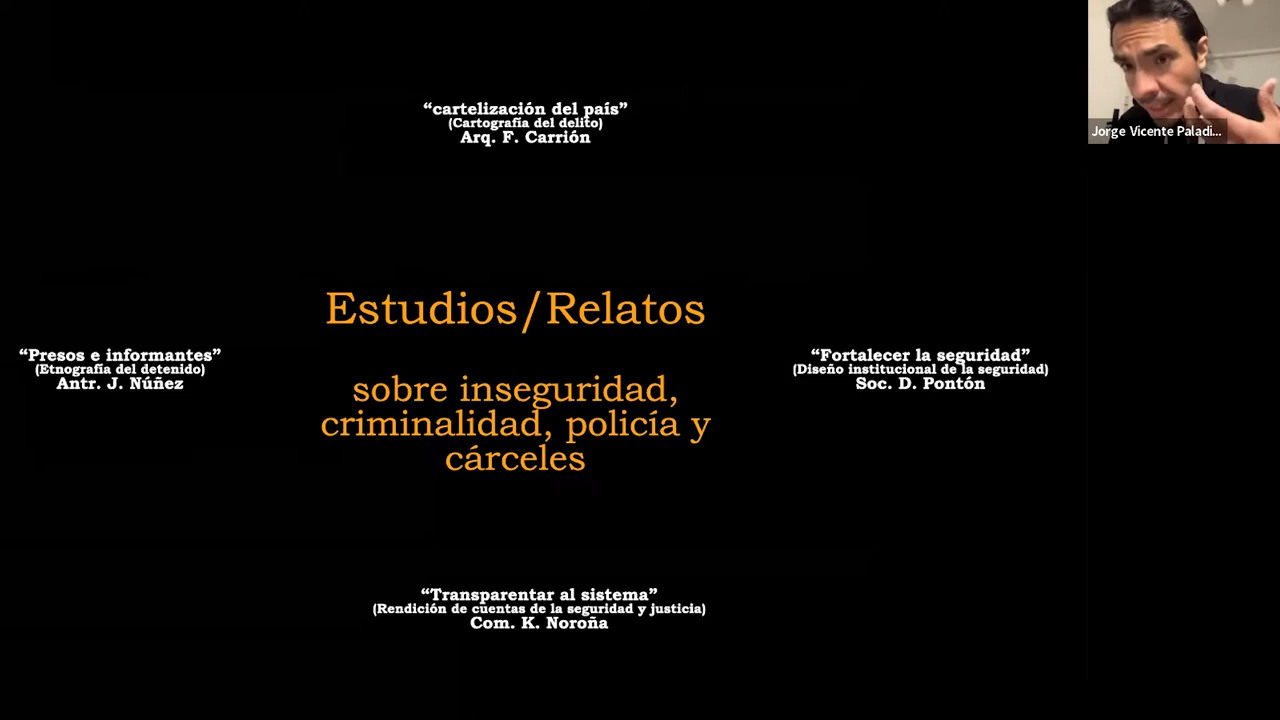 “cartelización del país”
(Cartografía del delito)
Arq. F. Carrión
Jorge Vicente Paladi...
Estudios/Relatos
“Presos e informantes”
(Etnografía del detenido)
Antr. J. Núñez
“Fortalecer la seguridad”
(Diseño institucional de la seguridad)
Soc. D. Pontón
sobre inseguridad,
criminalidad, policía y
cárceles
“Transparentar al sistema”
(Rendición de cuentas de la seguridad y justicia)
Com. K. Noroña